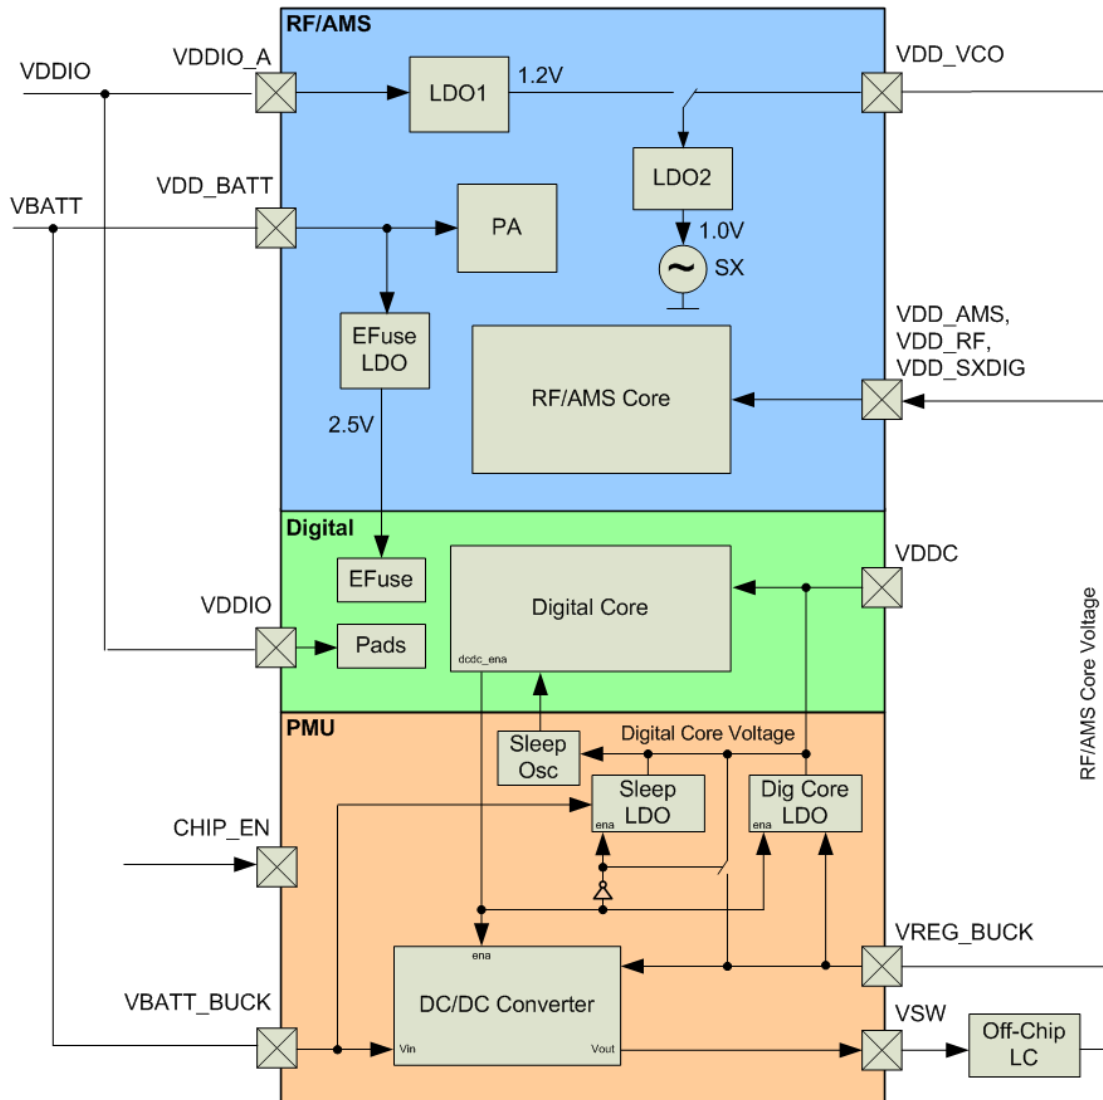 RF/AMS
VDDIO_A
VDDIO
LDO1
1.2V
VDD_VCO
VDD_BATT
VBATT
PA
LDO2
1.0V
~
SX
EFuse
LDO
2.5V
RF/AMS Core
VDD_AMS,
VDD_RF,
VDD_SXDIG
Digital
EFuse
Digital Core
dcdc_ena
VDDC
VDDIO
Pads
RF/AMS Core Voltage
PMU
Sleep
Osc
Digital Core Voltage
Sleep
LDO
ena
Dig Core
LDO
ena
CHIP_EN
VREG_BUCK
ena
DC/DC Converter
Vin
Vout
VBATT_BUCK
VSW
Off-Chip
LC